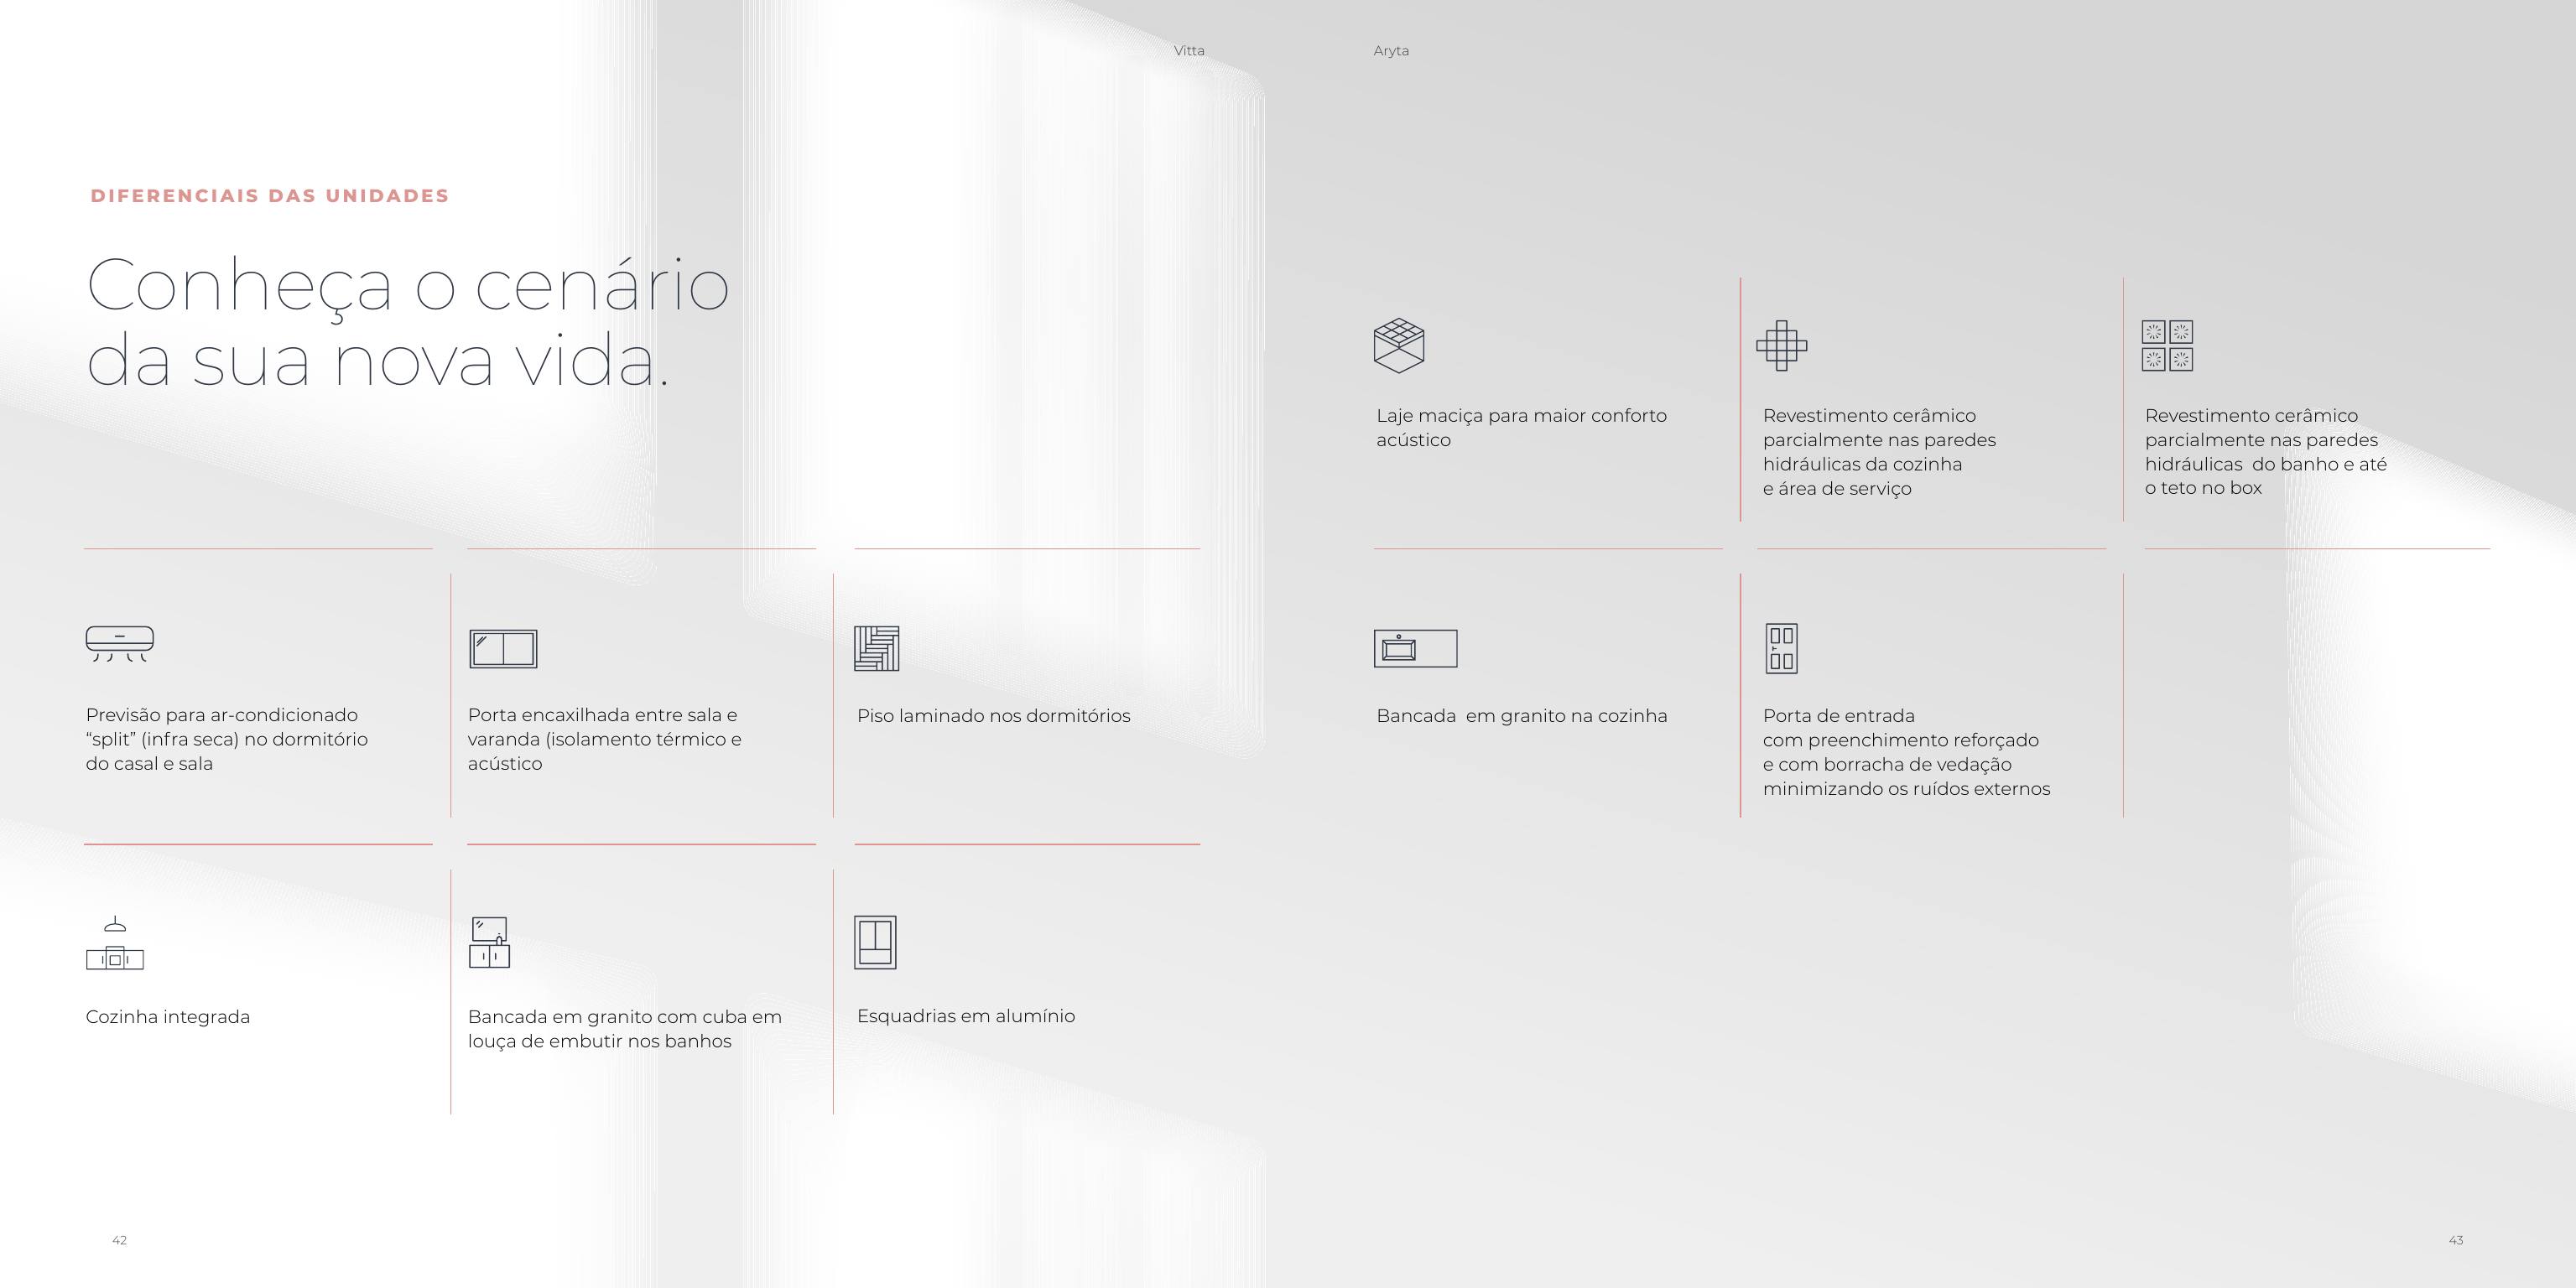 Vitta
Aryta
DIFERENCIAIS DAS UNIDADES
Conheça o cenário
da sua nova vida.
Previsão para ar-condicionado
“split” (infra seca) no dormitório
do casal e sala
Porta encaxilhada entre sala e
varanda (isolamento térmico e
acústico
Piso laminado nos dormitórios
Cozinha integrada
Bancada em granito com cuba em
louça de embutir nos banhos
Esquadrias em alumínio
Laje maciça para maior conforto
acústico
Revestimento cerâmico
parcialmente nas paredes
hidráulicas da cozinha
e área de serviço
Revestimento cerâmico
parcialmente nas paredes
hidráulicas  do banho e até
o teto no box
Bancada  em granito na cozinha
Porta de entrada
com preenchimento reforçado
e com borracha de vedação
minimizando os ruídos externos
42
43